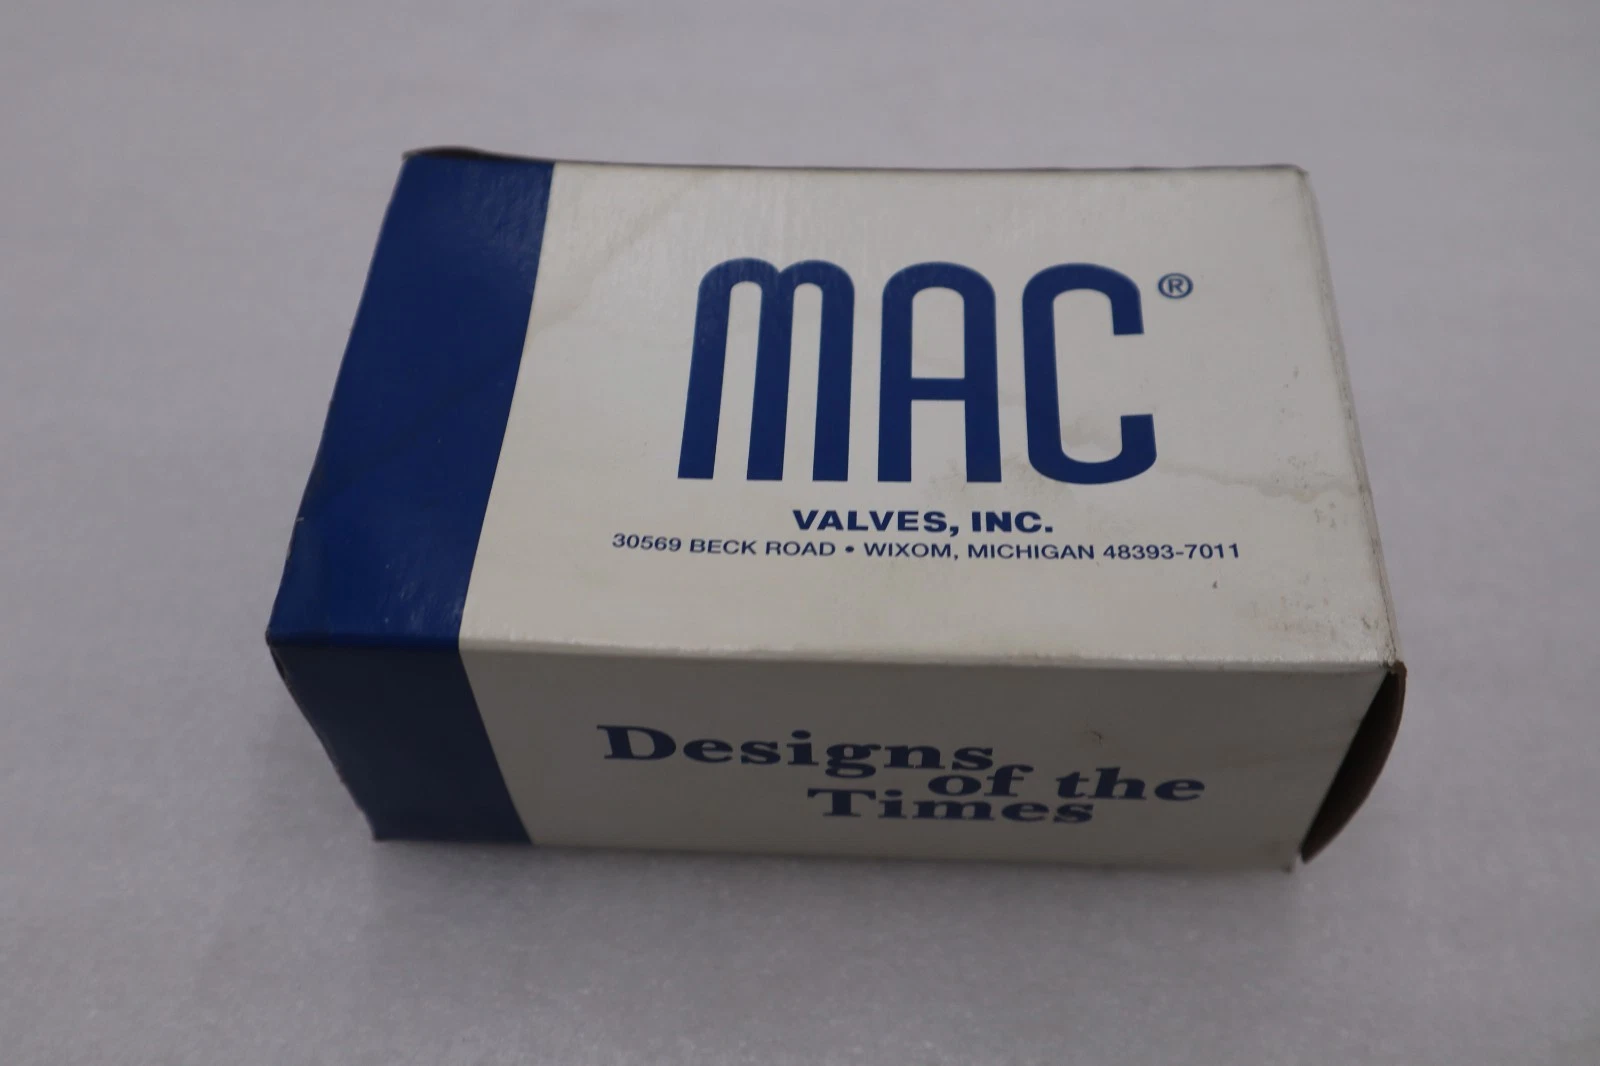 MAC®
VALVES, INC.
30569 BECK ROAD • WIXOM, MICHIGAN 48393-7011
Designs
of the
Times